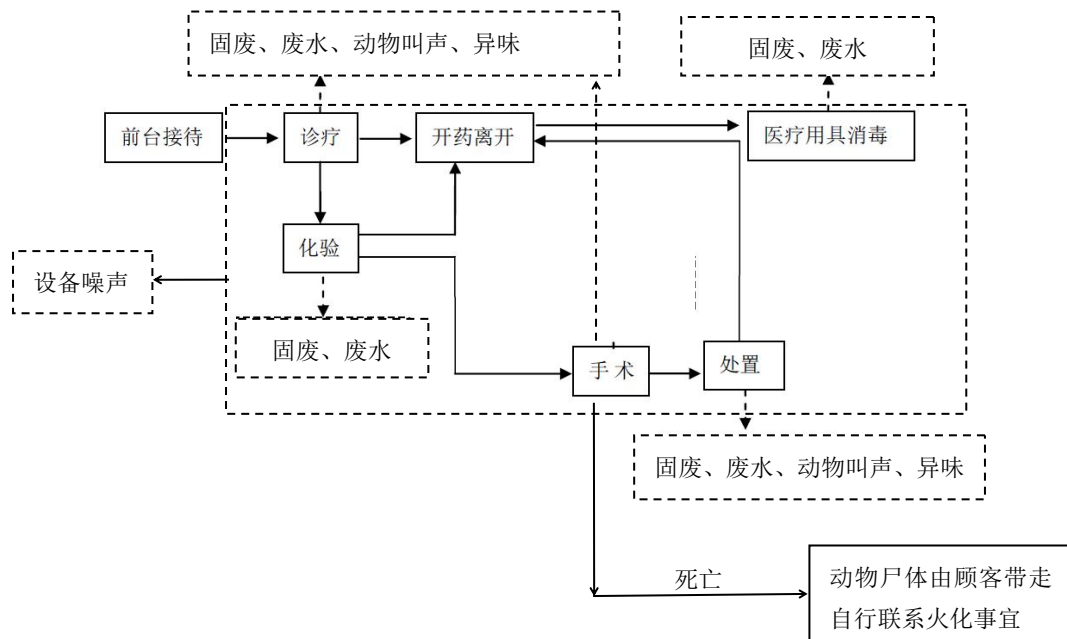 固废、废水、动物叫声、异味
固废、废水
前台接待
诊疗
开药离开
医疗用具消毒
化验
设备噪声
固废、废水
手 术
处置
固废、废水、动物叫声、异味
死亡
动物尸体由顾客带走
自行联系火化事宜